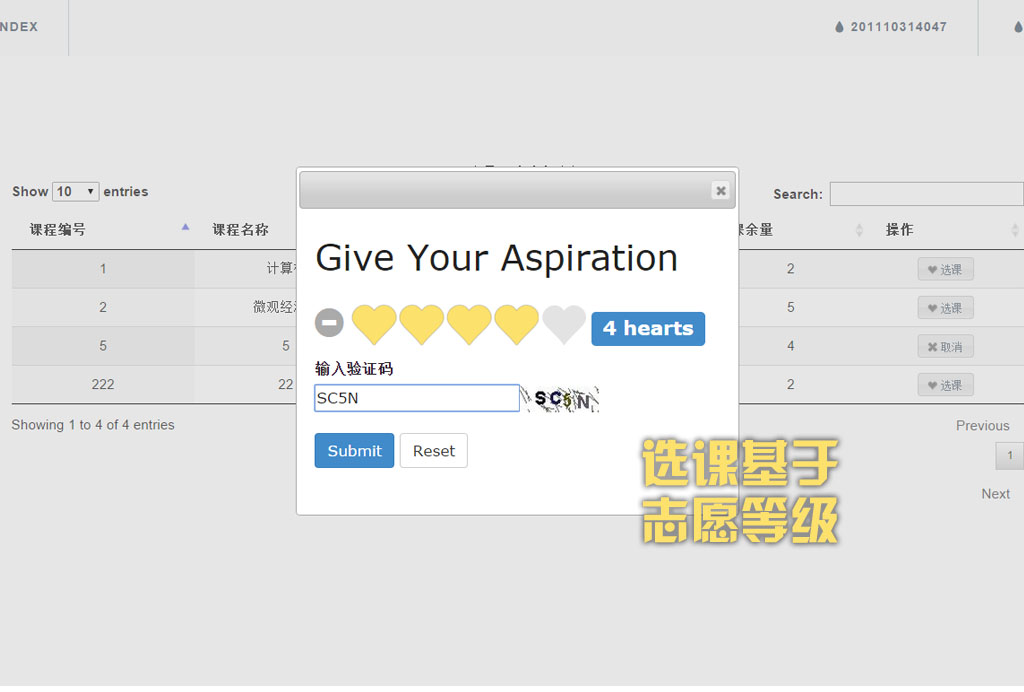 NDEX
201110314047
Show 10 entries
Search:
课程编号 课程名称 余量 操作
1 计算 2 选课
2 微观经 5 选课
5 5 4 取消
222 22 2 选课
Showing 1 to 4 of 4 entries
Previous
1
Next
Give Your Aspiration
4 hearts
输入验证码
SC5N SC5N
Submit Reset
选课基于
志愿等级